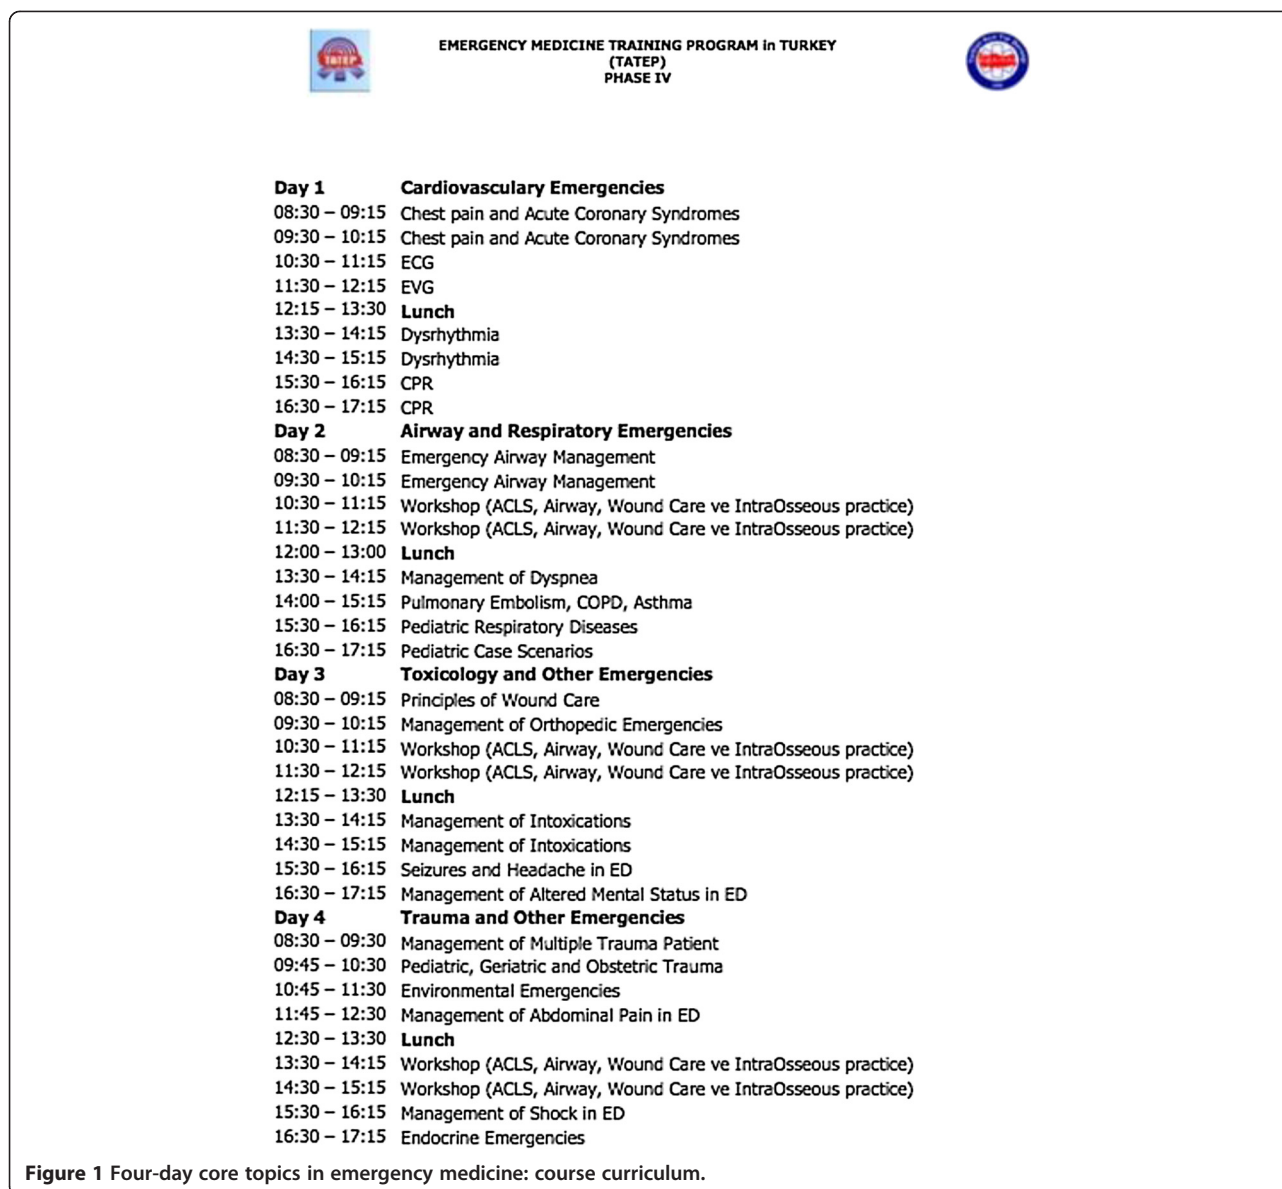 TATEP
EMERGENCY MEDICINE TRAINING PROGRAM in TURKEY
(TATEP)
PHASE IV
Day 1 Cardiovasculary Emergencies
08:30 – 09:15 Chest pain and Acute Coronary Syndromes
09:30 – 10:15 Chest pain and Acute Coronary Syndromes
10:30 – 11:15 ECG
11:30 – 12:15 EVG
12:15 – 13:30 Lunch
13:30 – 14:15 Dysrhythmia
14:30 – 15:15 Dysrhythmia
15:30 – 16:15 CPR
16:30 – 17:15 CPR
Day 2 Airway and Respiratory Emergencies
08:30 – 09:15 Emergency Airway Management
09:30 – 10:15 Emergency Airway Management
10:30 – 11:15 Workshop (ACLS, Airway, Wound Care ve IntraOsseous practice)
11:30 – 12:15 Workshop (ACLS, Airway, Wound Care ve IntraOsseous practice)
12:00 – 13:00 Lunch
13:30 – 14:15 Management of Dyspnea
14:00 – 15:15 Pulmonary Embolism, COPD, Asthma
15:30 – 16:15 Pediatric Respiratory Diseases
16:30 – 17:15 Pediatric Case Scenarios
Day 3 Toxicology and Other Emergencies
08:30 – 09:15 Principles of Wound Care
09:30 – 10:15 Management of Orthopedic Emergencies
10:30 – 11:15 Workshop (ACLS, Airway, Wound Care ve IntraOsseous practice)
11:30 – 12:15 Workshop (ACLS, Airway, Wound Care ve IntraOsseous practice)
12:15 – 13:30 Lunch
13:30 – 14:15 Management of Intoxications
14:30 – 15:15 Management of Intoxications
15:30 – 16:15 Seizures and Headache in ED
16:30 – 17:15 Management of Altered Mental Status in ED
Day 4 Trauma and Other Emergencies
08:30 – 09:30 Management of Multiple Trauma Patient
09:45 – 10:30 Pediatric, Geriatric and Obstetric Trauma
10:45 – 11:30 Environmental Emergencies
11:45 – 12:30 Management of Abdominal Pain in ED
12:30 – 13:30 Lunch
13:30 – 14:15 Workshop (ACLS, Airway, Wound Care ve IntraOsseous practice)
14:30 – 15:15 Workshop (ACLS, Airway, Wound Care ve IntraOsseous practice)
15:30 – 16:15 Management of Shock in ED
16:30 – 17:15 Endocrine Emergencies
Figure 1 Four-day core topics in emergency medicine: course curriculum.